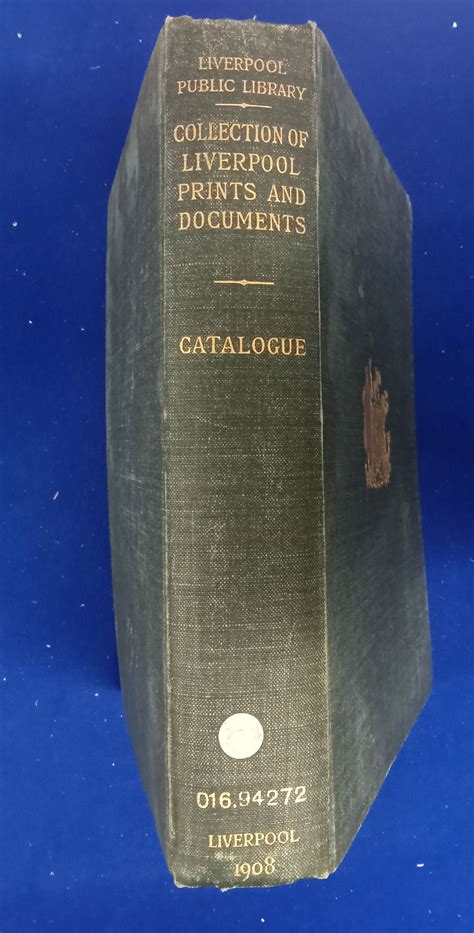 LIVERPOOL
PUBLIC LIBRARY
COLLECTION OF
LIVERPOOL
PRINTS AND
DOCUMENTS
CATALOGUE
016.94272
LIVERPOOL
1908